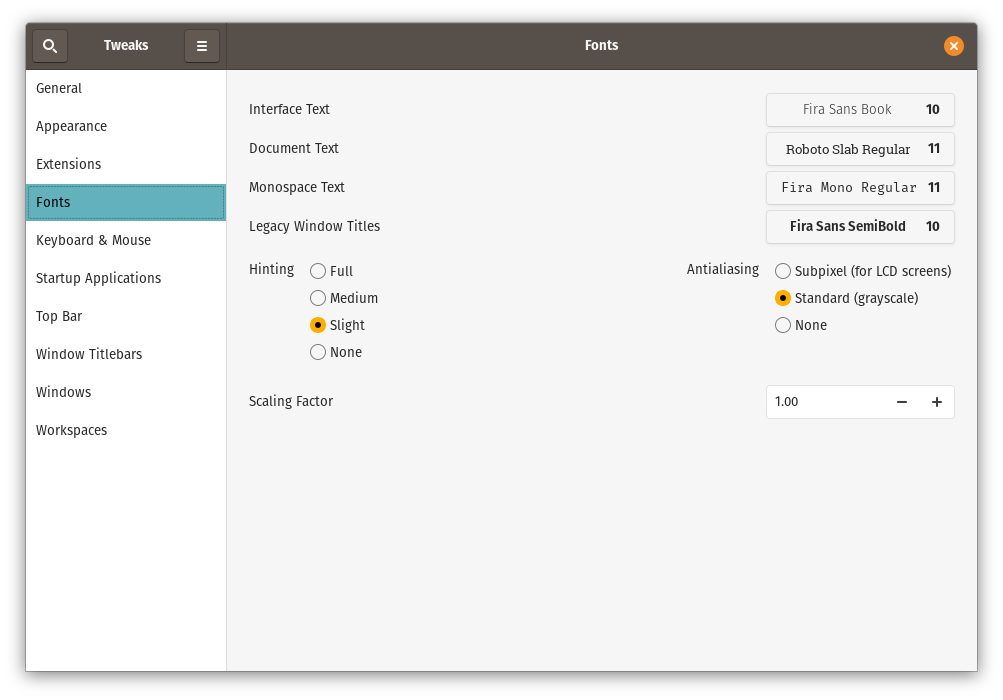 Tweaks
Fonts
General
Appearance
Extensions
Fonts
Keyboard & Mouse
Startup Applications
Top Bar
Window Titlebars
Windows
Workspaces
Interface Text Fira Sans Book 10
Document Text Roboto Slab Regular 11
Monospace Text Fira Mono Regular 11
Legacy Window Titles Fira Sans SemiBold 10
Hinting
Full
Medium
Slight
None
Antialiasing
Subpixel (for LCD screens)
Standard (grayscale)
None
Scaling Factor 1.00